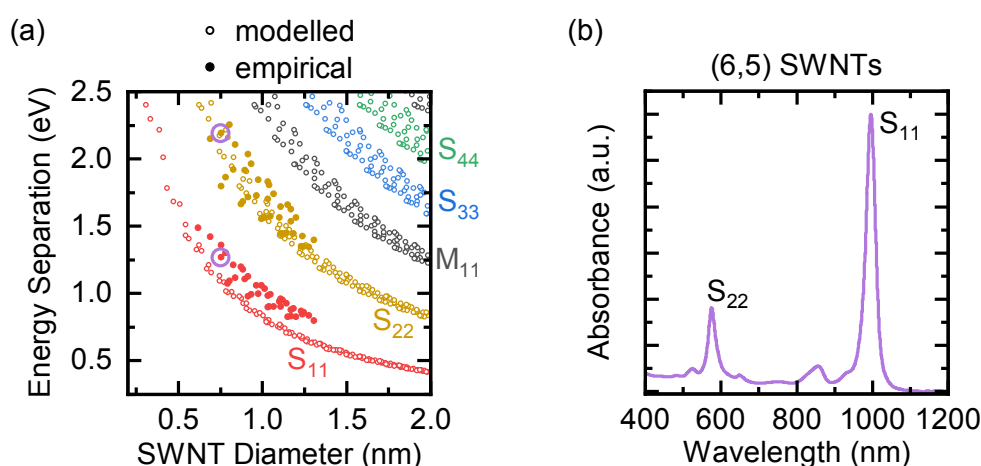 (a)
○ modelled
● empirical
Energy Separation (eV)
2.5
2.0
1.5
1.0
0.5
S44
S33
M11
S22
S11
0.5 1.0 1.5 2.0
SWNT Diameter (nm)
(b)
(6,5) SWNTs
Absorbance (a.u.)
S11
S22
400 600 800 1000 1200
Wavelength (nm)